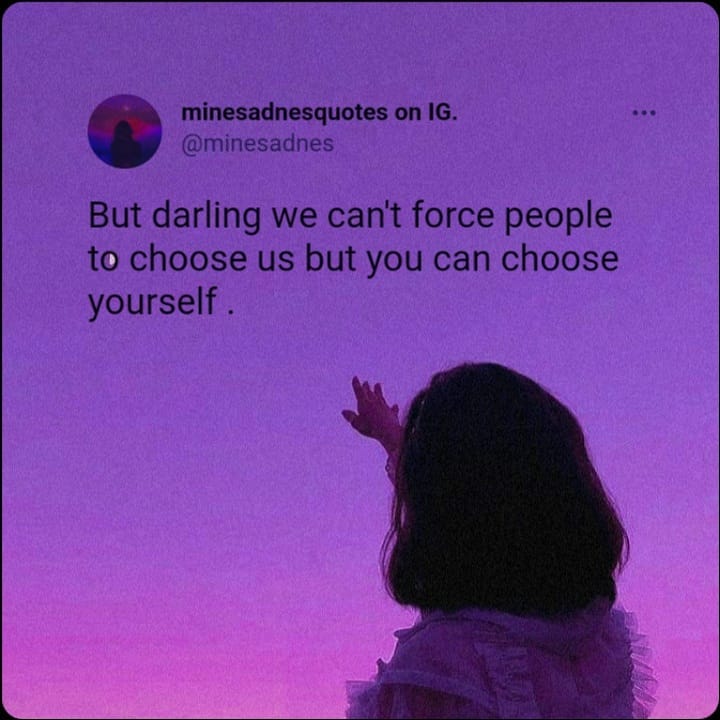 minesadnesquotes on IG.
@minesadnes
But darling we can't force people
to choose us but you can choose
yourself .